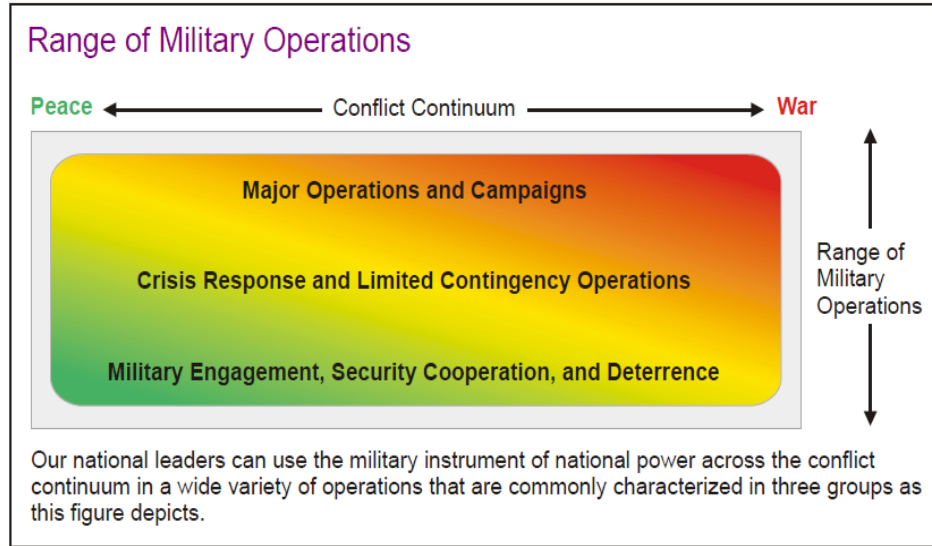 Range of Military Operations
Peace Conflict Continuum War
Major Operations and Campaigns
Crisis Response and Limited Contingency Operations
Range of
Military
Operations
Military Engagement, Security Cooperation, and Deterrence
Our national leaders can use the military instrument of national power across the conflict
continuum in a wide variety of operations that are commonly characterized in three groups as
this figure depicts.